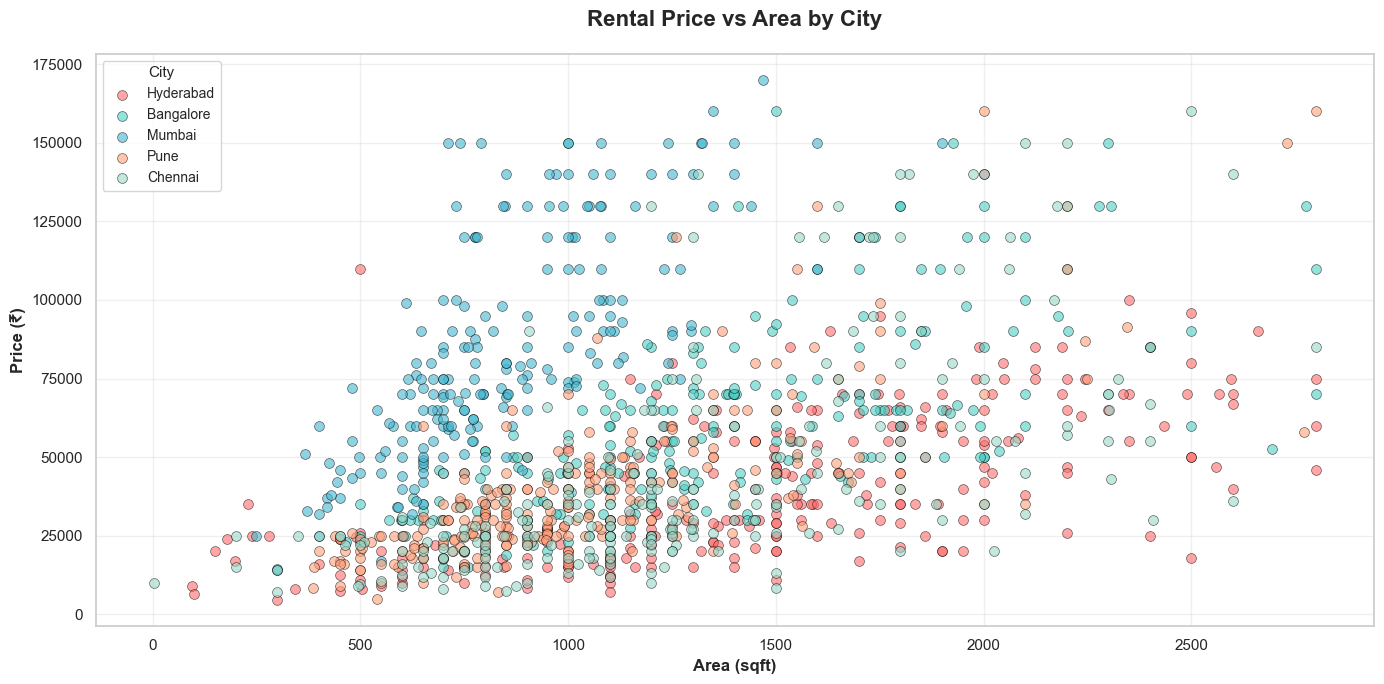 Rental Price vs Area by City
175000
150000
125000
100000
75000
50000
25000
0
Price (₹)
City
Hyderabad
Bangalore
Mumbai
Pune
Chennai
0 500 1000 1500 2000 2500
Area (sqft)